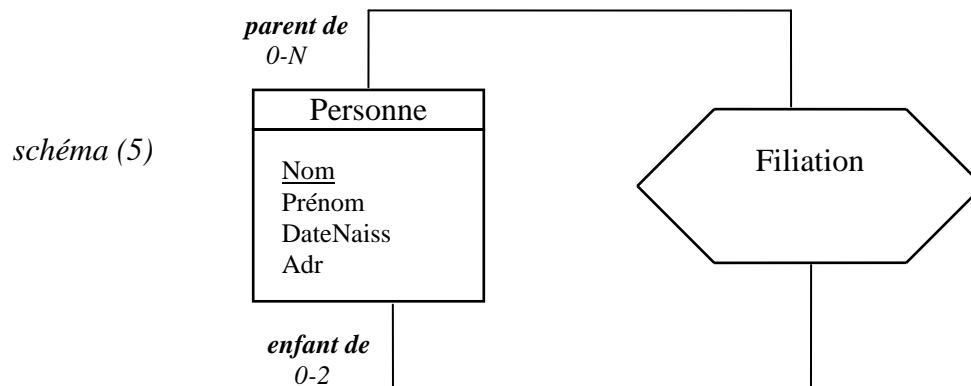 parent de
0-N
Personne
schéma (5)
Nom
Prénom
DateNaiss
Adr
Filiation
enfant de
0-2